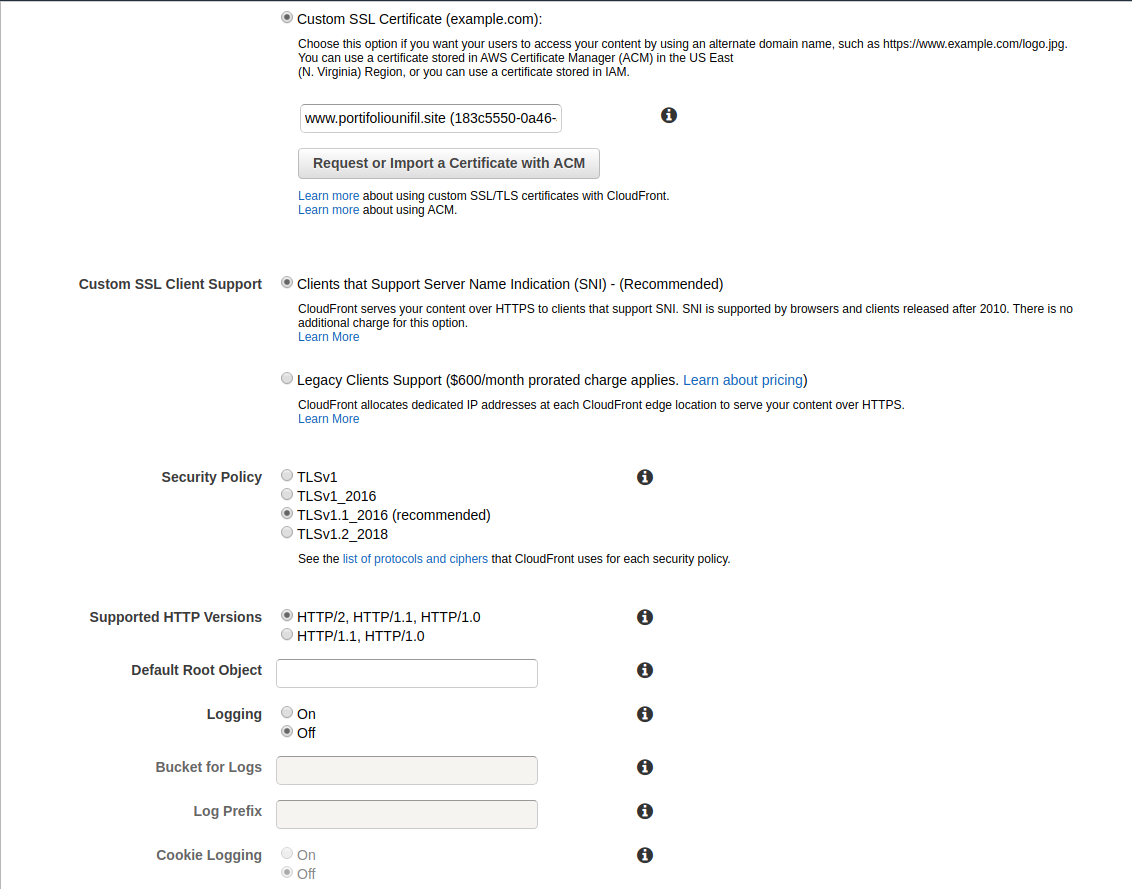 Custom SSL Certificate (example.com):
Choose this option if you want your users to access your content by using an alternate domain name, such as https://www.example.com/logo.jpg.
You can use a certificate stored in AWS Certificate Manager (ACM) in the US East
(N. Virginia) Region, or you can use a certificate stored in IAM.
www.portifoliounifil.site (183c5550-0a46-
Request or Import a Certificate with ACM
Learn more about using custom SSL/TLS certificates with CloudFront.
Learn more about using ACM.
Custom SSL Client Support
Clients that Support Server Name Indication (SNI) - (Recommended)
CloudFront serves your content over HTTPS to clients that support SNI. SNI is supported by browsers and clients released after 2010. There is no
additional charge for this option.
Learn More
Legacy Clients Support ($600/month prorated charge applies. Learn about pricing)
CloudFront allocates dedicated IP addresses at each CloudFront edge location to serve your content over HTTPS.
Learn More
Security Policy
TLSv1
TLSv1_2016
TLSv1.1_2016 (recommended)
TLSv1.2_2018
See the list of protocols and ciphers that CloudFront uses for each security policy.
Supported HTTP Versions
HTTP/2, HTTP/1.1, HTTP/1.0
HTTP/1.1, HTTP/1.0
Default Root Object
Logging
On
Off
Bucket for Logs
Log Prefix
Cookie Logging
On
Off